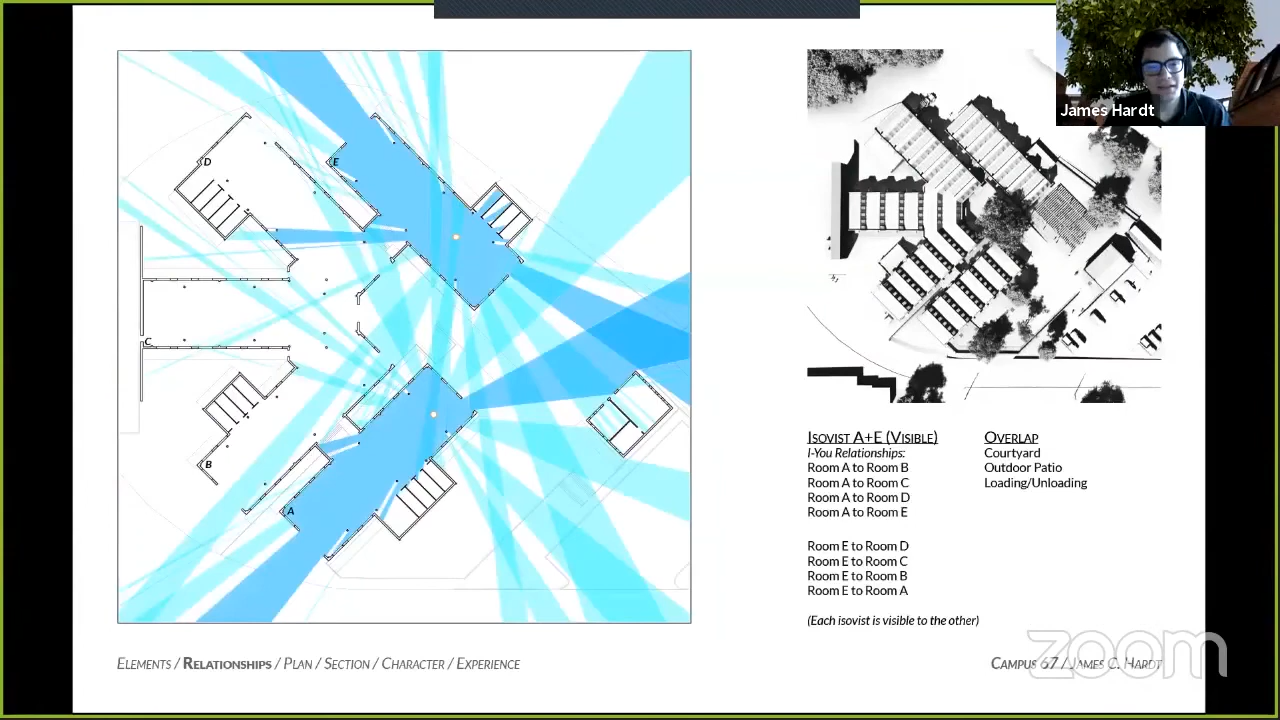 James Hardt
D
E
C
B
A
ISOVIST A+E (VISIBLE)
I-You Relationships:
Room A to Room B
Room A to Room C
Room A to Room D
Room A to Room E
Room E to Room D
Room E to Room C
Room E to Room B
Room E to Room A
(Each isovist is visible to the other)
OVERLAP
Courtyard
Outdoor Patio
Loading/Unloading
ELEMENTS / RELATIONSHIPS / PLAN / SECTION / CHARACTER / EXPERIENCE
CAMPUS 67 / JAMES C. HARDT
zoom